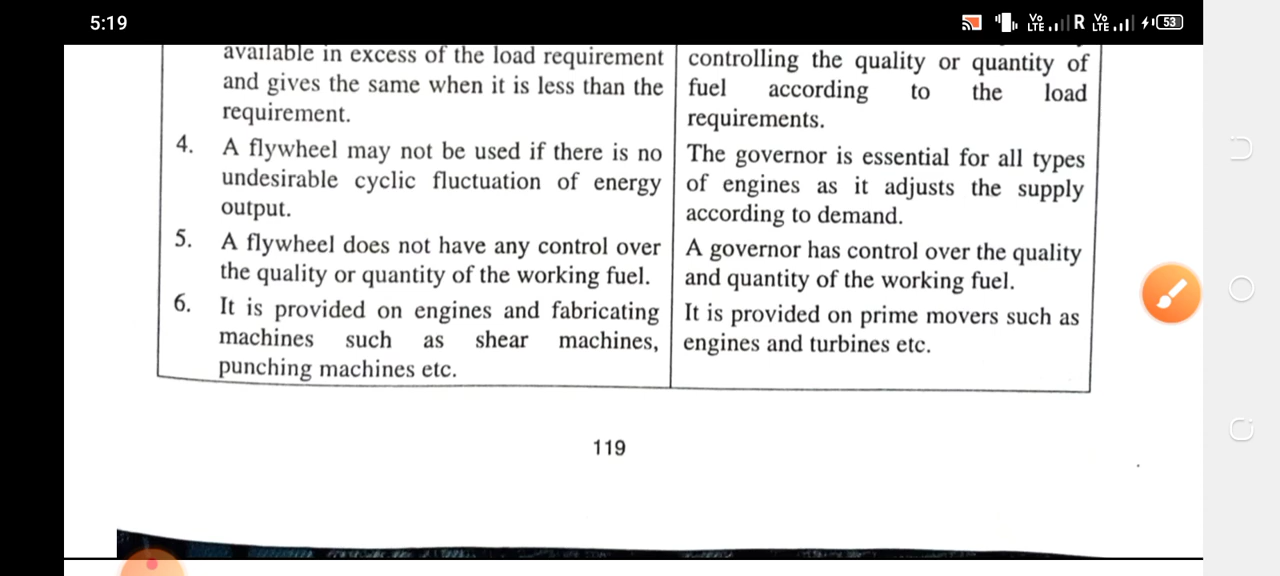 5:19
Vo LTE R Vo LTE 53
available in excess of the load requirement
and gives the same when it is less than the
requirement.
controlling the quality or quantity of
fuel according to the load
requirements.
4. A flywheel may not be used if there is no
undesirable cyclic fluctuation of energy
output.
The governor is essential for all types
of engines as it adjusts the supply
according to demand.
5. A flywheel does not have any control over
the quality or quantity of the working fuel.
A governor has control over the quality
and quantity of the working fuel.
6. It is provided on engines and fabricating
machines such as shear machines,
punching machines etc.
It is provided on prime movers such as
engines and turbines etc.
119